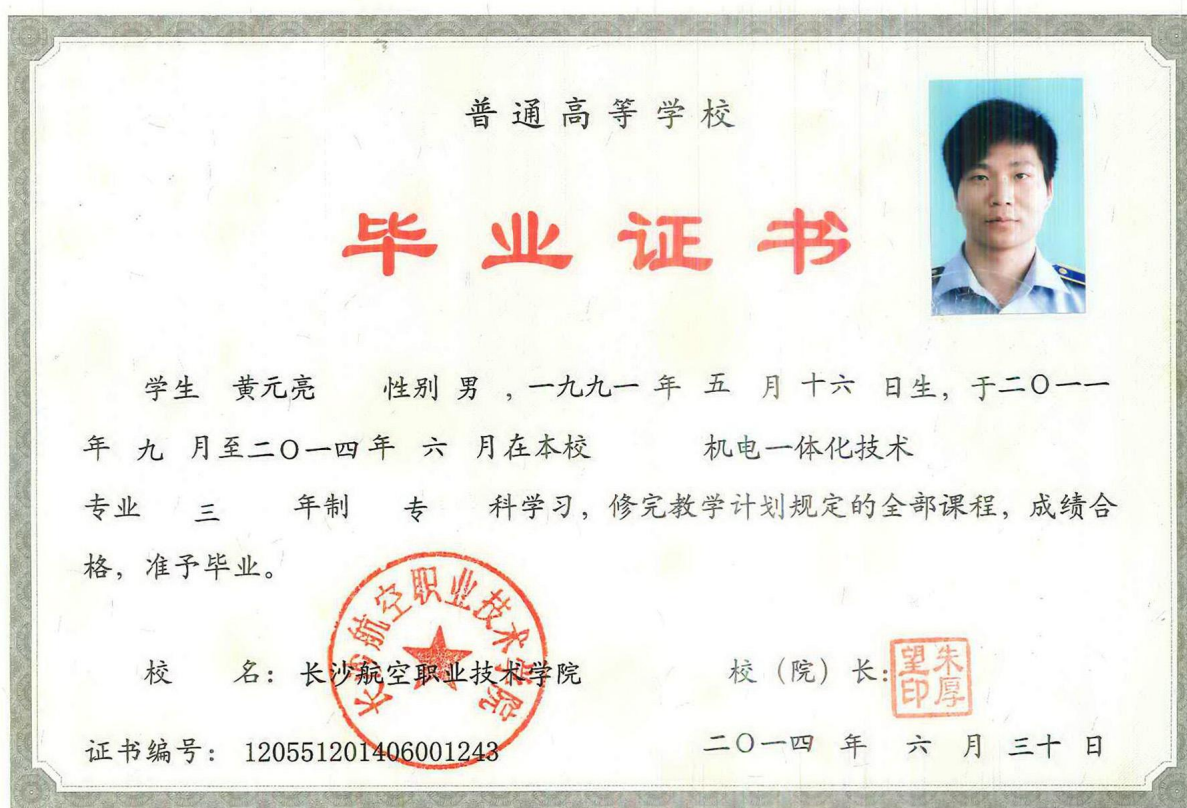 普通高等学校
毕业证书
学生 黄元亮 性别 男 ，一九九一 年 五 月 十六 日生，于二〇一一
年 九 月至二〇一四年 六 月在本校 机电一体化技术
专业 三 年制 专 科学习，修完教学计划规定的全部课程，成绩合
格，准予毕业。
长沙航空职业技术学院
校 名：长沙航空职业技术学院 校（院）长：
朱厚望印
证书编号：120551201406001243 二〇一四 年 六 月 三十 日